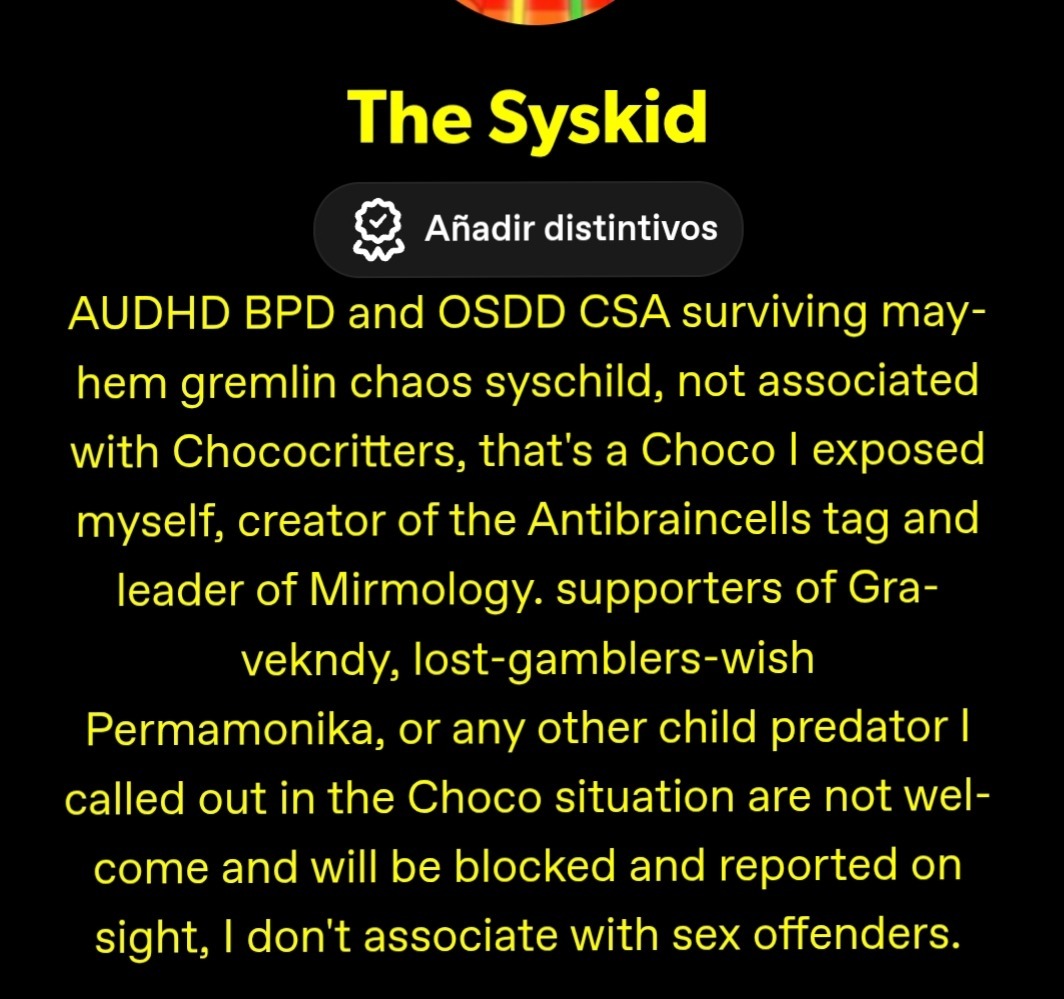 The Syskid
Añadir distintivos
AUDHD BPD and OSDD CSA surviving may-
hem gremlin chaos syschild, not associated
with Chococritters, that's a Choco I exposed
myself, creator of the Antibraincells tag and
leader of Mirmology. supporters of Gra-
vekndy, lost-gamblers-wish
Permamonika, or any other child predator I
called out in the Choco situation are not wel-
come and will be blocked and reported on
sight, I don't associate with sex offenders.